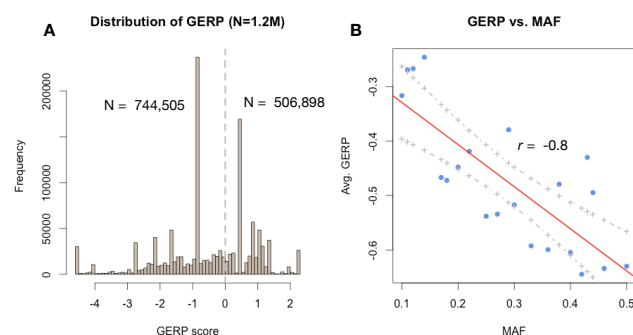 A
Distribution of GERP (N=1.2M)
N = 744,505
N = 506,898
Frequency
0
50000
100000
150000
200000
-4
-3
-2
-1
0
1
2
GERP score
B
GERP vs. MAF
r = -0.8
Avg. GERP
-0.3
-0.4
-0.5
-0.6
0.1
0.2
0.3
0.4
0.5
MAF